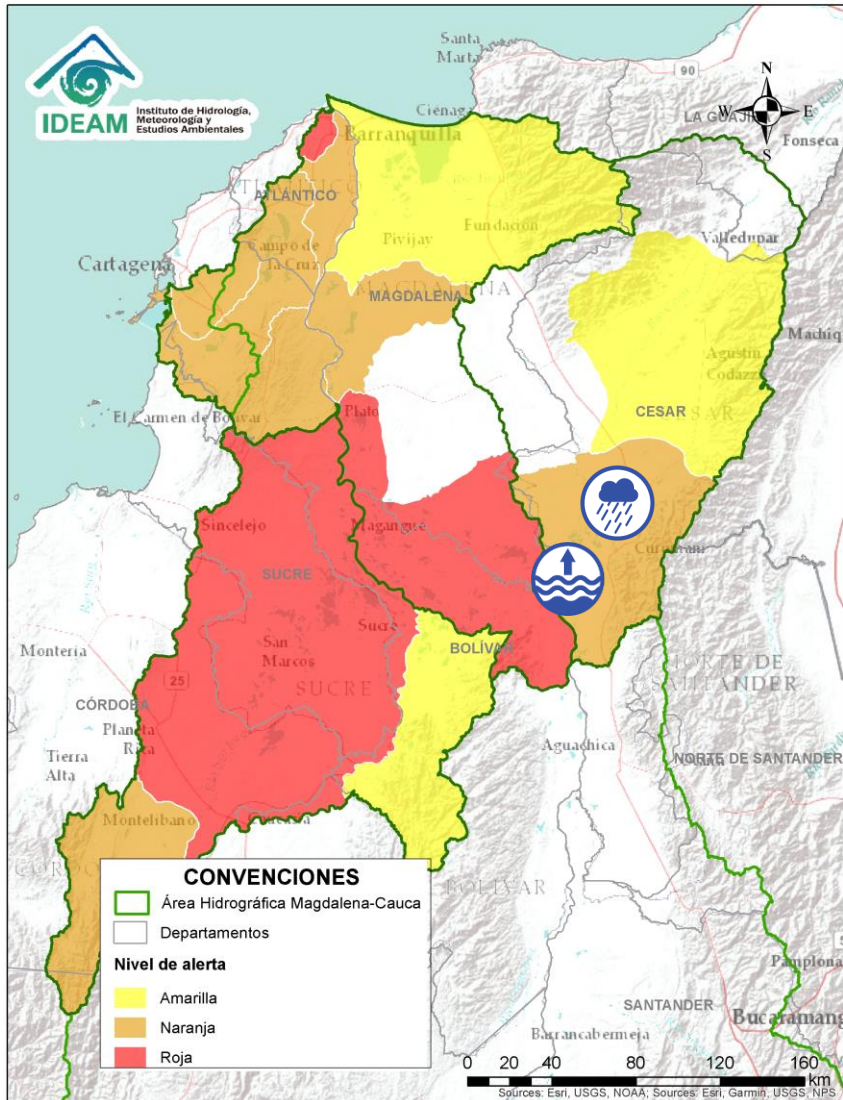 IDEAM
Instituto de Hidrología,
Meteorología y
Estudios Ambientales
Santa
Marta
90
N
W
E
S
LA GUAJI
Fonseca
Ciénaga
Barranquilla
ATLÁNTICO
Fundación
Pivijay
Valledupar
Campo de
la Cruz
Cartagena
MAGDALENA
Machiq
Agustín
Codazzi
CESAR
El Carmen de Bolívar
Plato
Sincelejo
Magangué
SUCRE
Sucre
San
Marcos
SUCRE
BOLÍVAR
Montería
25
CÓRDOBA
Planeta
Rica
Tierra
Alta
NORTE DE
SANTANDER
Aguachica
NORTE DE SANTANDER
Montelíbano
BOLÍVAR
CONVENCIONES
Área Hidrográfica Magdalena-Cauca
Departamentos
Nivel de alerta
Amarilla
Naranja
Roja
Pamplona
SANTANDER
Bucaramang
Barrancabermeja
0 20 40 80 120 160
km
Sources: Esri, USGS, NOAA; Sources: Esri, Garmin, USGS, NPS